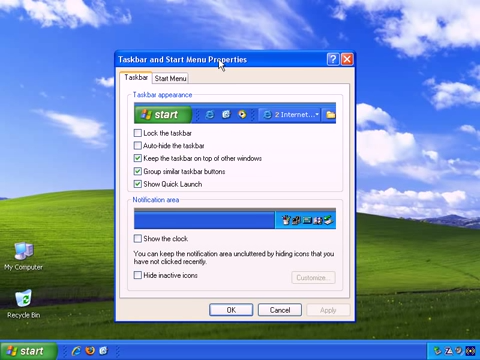 Taskbar and Start Menu Properties
Taskbar
Start Menu
Taskbar appearance
start
2 Internet...
Lock the taskbar
Auto-hide the taskbar
Keep the taskbar on top of other windows
Group similar taskbar buttons
Show Quick Launch
Notification area
Show the clock
You can keep the notification area uncluttered by hiding icons that you
have not clicked recently.
Hide inactive icons
Customize...
OK
Cancel
Apply
My Computer
Recycle Bin
start